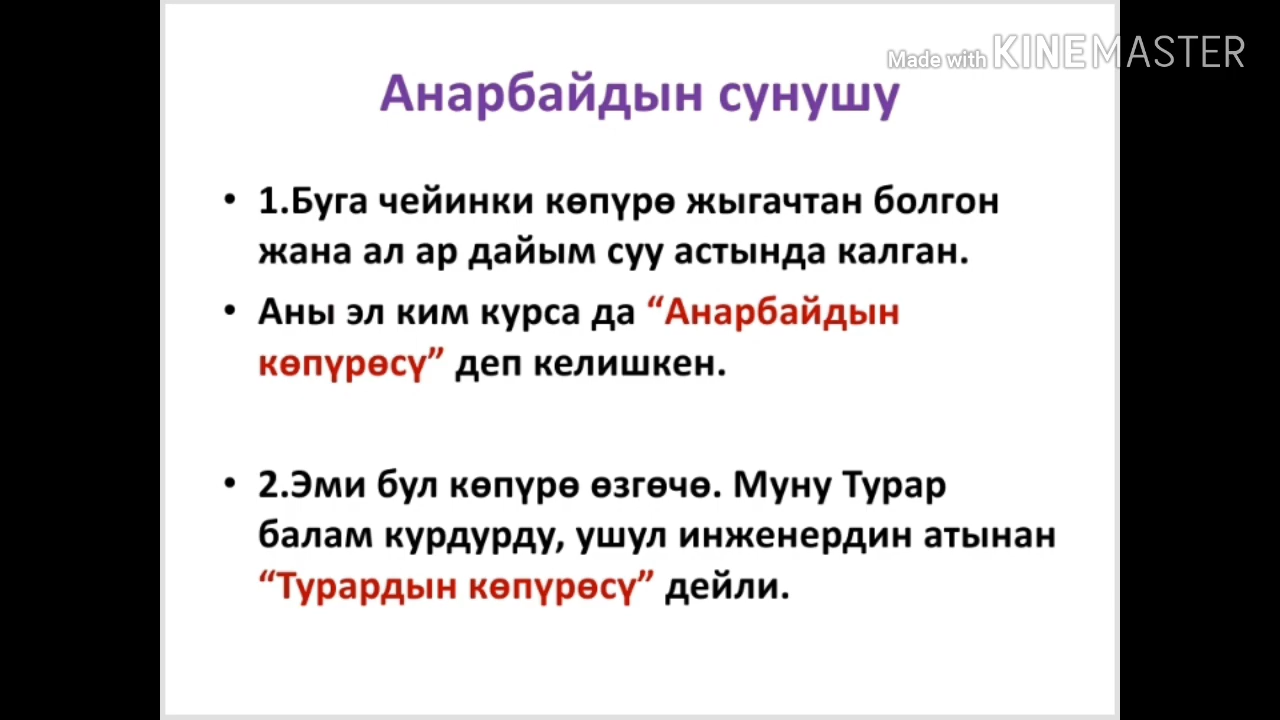 Made with KINEMASTER
Анарбайдын сунушу
• 1.Буга чейинки көпүрө жыгачтан болгон
жана ал ар дайым суу астында калган.
• Аны эл ким курса да “Анарбайдын
көпүрөсү” деп келишкен.
• 2.Эми бул көпүрө өзгөчө. Муну Турар
балам курдурду, ушул инженердин атынан
“Турардын көпүрөсү” дейли.